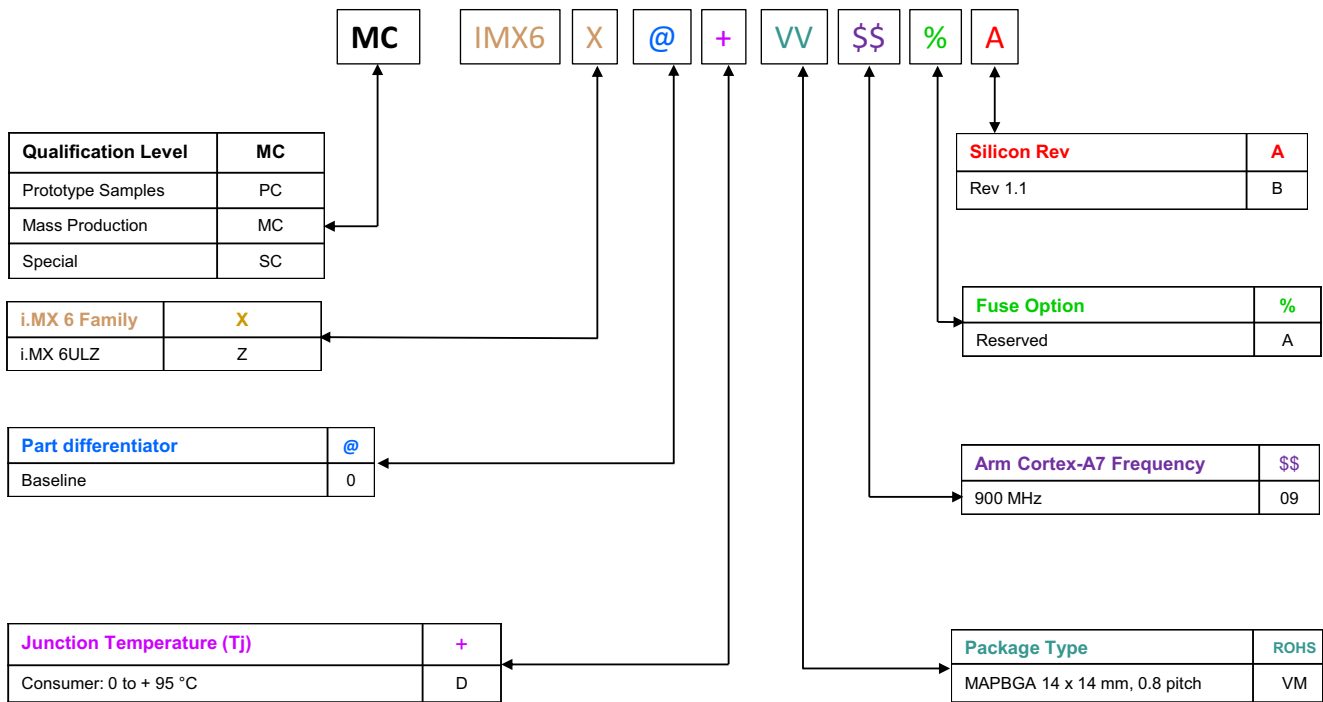 MC IMX6 X @ + VV $$ % A
Qualification Level MC
Prototype Samples PC
Mass Production MC
Special SC
Silicon Rev A
Rev 1.1 B
i.MX 6 Family X
i.MX 6ULZ Z
Fuse Option %
Reserved A
Part differentiator @
Baseline 0
Arm Cortex-A7 Frequency $$
900 MHz 09
Junction Temperature (Tj) +
Consumer: 0 to + 95 °C D
Package Type ROHS
MAPBGA 14 x 14 mm, 0.8 pitch VM